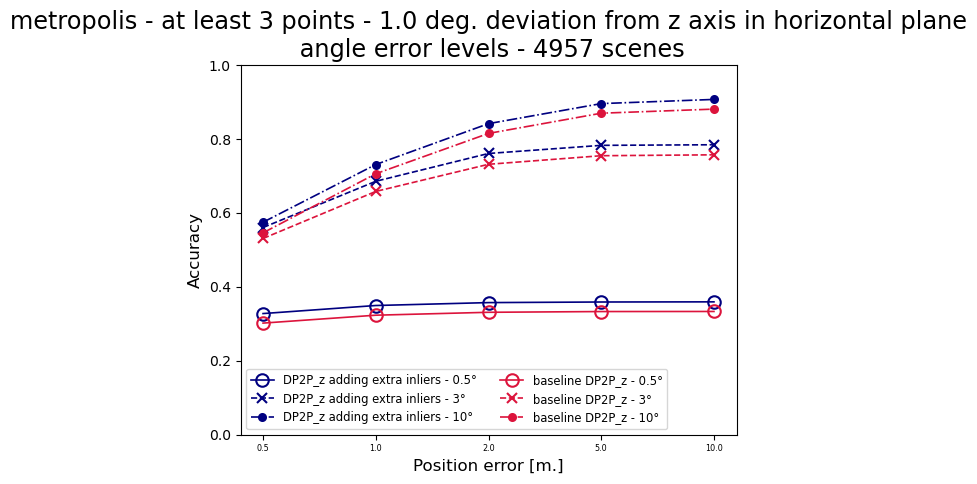 metropolis - at least 3 points - 1.0 deg. deviation from z axis in horizontal plane
angle error levels - 4957 scenes
1.0
0.8
0.6
0.4
0.2
0.0
Accuracy
DP2P_z adding extra inliers - 0.5°
DP2P_z adding extra inliers - 3°
DP2P_z adding extra inliers - 10°
baseline DP2P_z - 0.5°
baseline DP2P_z - 3°
baseline DP2P_z - 10°
0.5 1.0 2.0 5.0 10.0
Position error [m.]